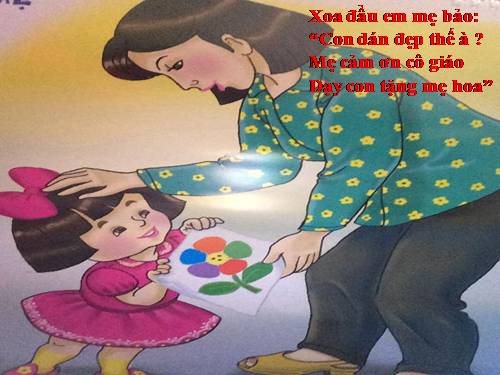 Xoa đầu em mẹ bảo:
“Con dán đẹp thế à ?
Mẹ cảm ơn cô giáo
Dạy con tặng mẹ hoa”